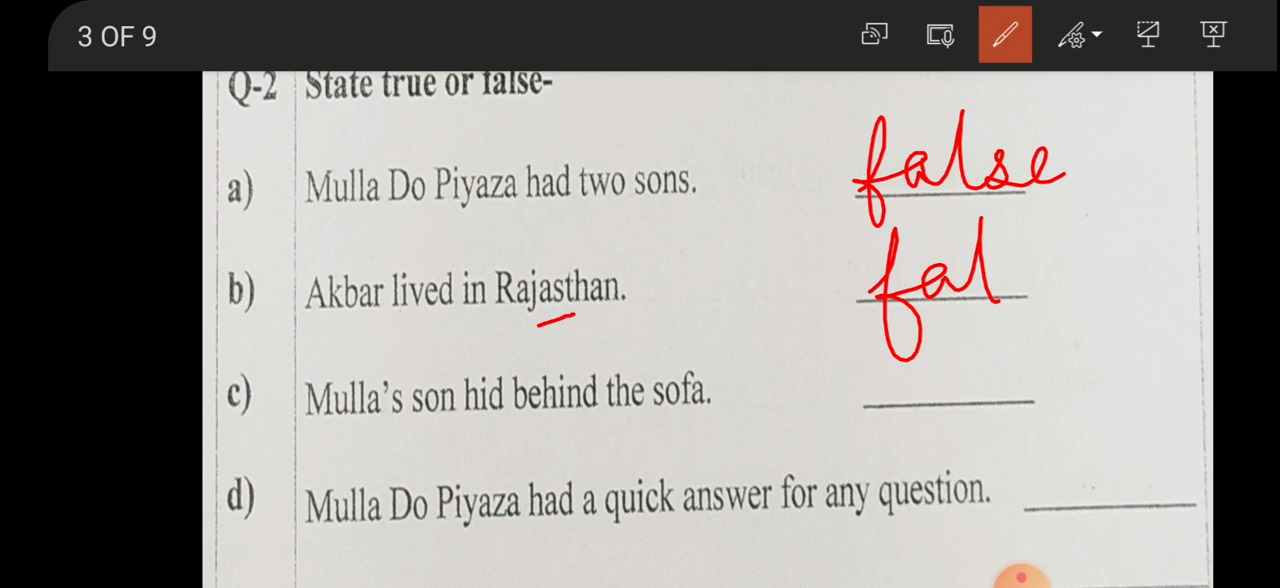 3 OF 9
Q-2 State true or false-
a) Mulla Do Piyaza had two sons. false
b) Akbar lived in Rajasthan. fal
c) Mulla's son hid behind the sofa.
d) Mulla Do Piyaza had a quick answer for any question.